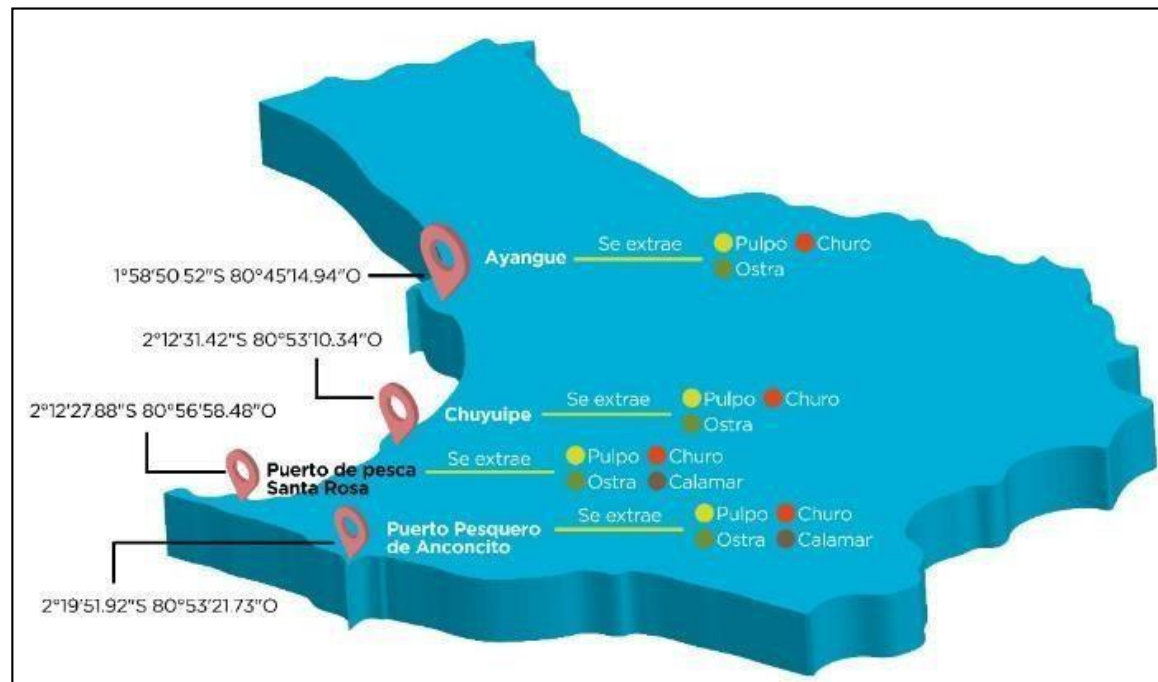 1°58'50.52"S 80°45'14.94"O
Ayangue
Se extrae
Pulpo Churo
Ostra
2°12'31.42"S 80°53'10.34"O
Chuyuipe
Se extrae
Pulpo Churo
Ostra
2°12'27.88"S 80°56'58.48"O
Puerto de pesca
Santa Rosa
Se extrae
Pulpo Churo
Ostra Calamar
2°19'51.92"S 80°53'21.73"O
Puerto Pesquero
de Anconcito
Se extrae
Pulpo Churo
Ostra Calamar